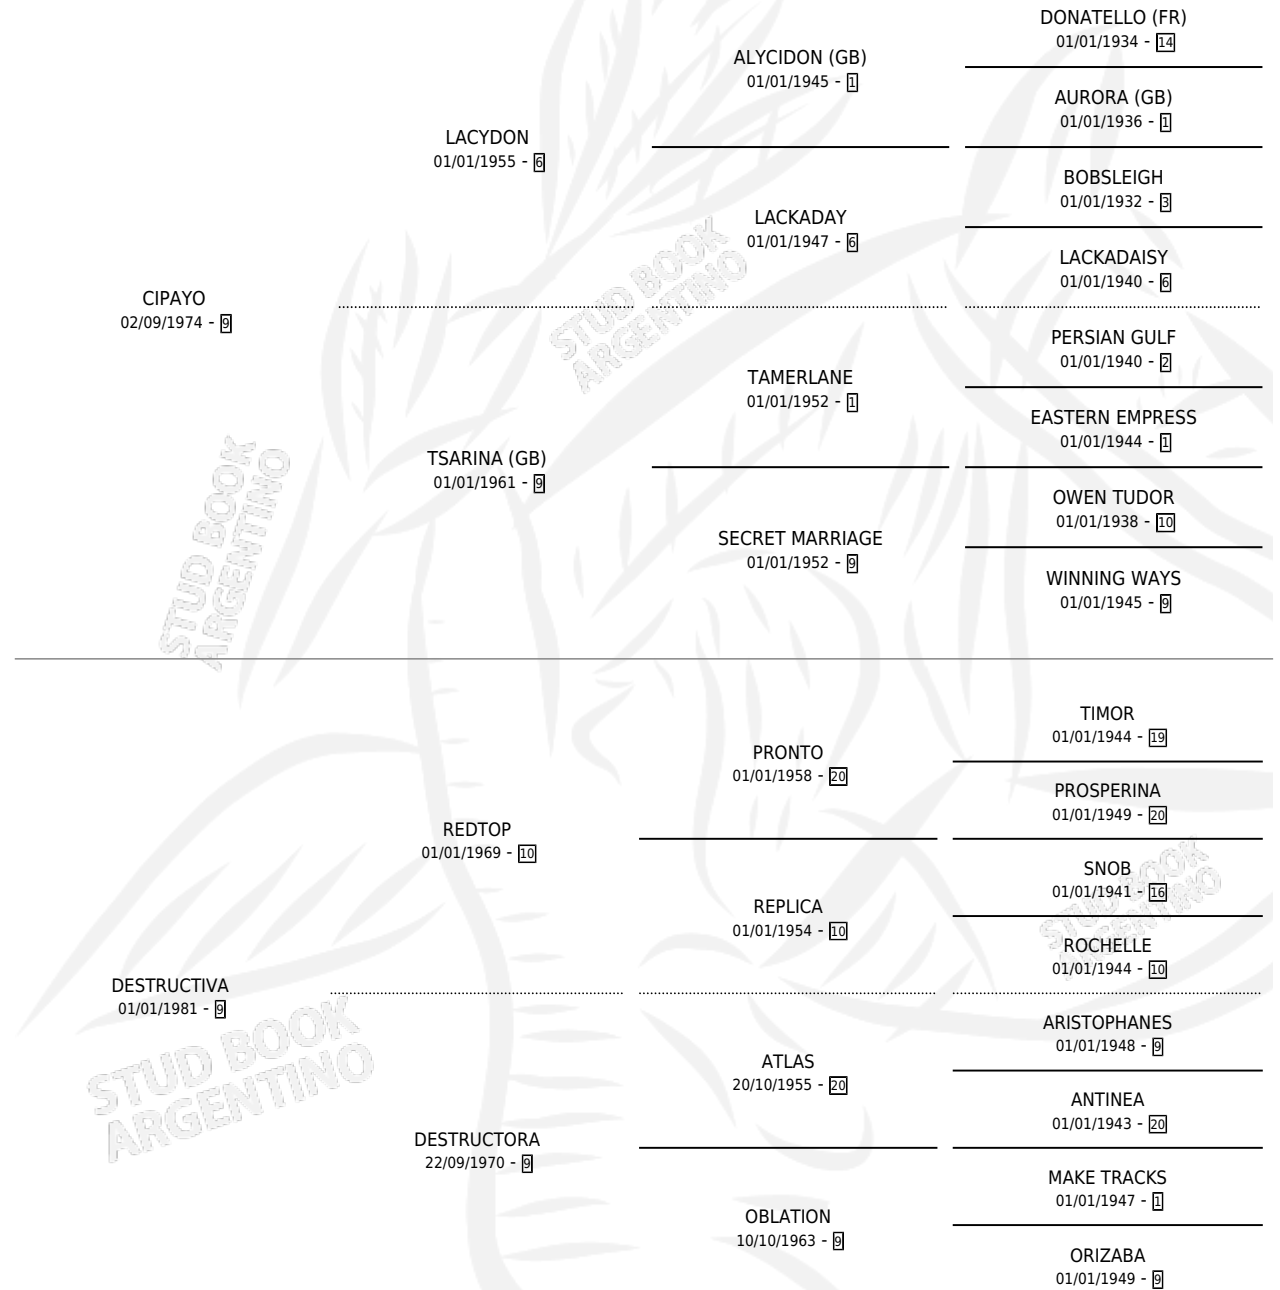 DONATELLO (FR)
01/01/1934 - 14
ALYCIDON (GB)
01/01/1945 - 1
AURORA (GB)
01/01/1936 - 1
LACYDON
01/01/1955 - 6
BOBSLEIGH
01/01/1932 - 3
LACKADAY
01/01/1947 - 6
LACKADAISY
01/01/1940 - 6
CIPAYO
02/09/1974 - 9
PERSIAN GULF
01/01/1940 - 2
TAMERLANE
01/01/1952 - 1
EASTERN EMPRESS
01/01/1944 - 1
TSARINA (GB)
01/01/1961 - 9
OWEN TUDOR
01/01/1938 - 10
SECRET MARRIAGE
01/01/1952 - 9
WINNING WAYS
01/01/1945 - 9
STUD BOOK
ARGENTINO
STUD BOOK
ARGENTINO
TIMOR
01/01/1944 - 19
PRONTO
01/01/1958 - 20
PROSPERINA
01/01/1949 - 20
REDTOP
01/01/1969 - 10
SNOB
01/01/1941 - 16
REPLICA
01/01/1954 - 10
ROCHELLE
01/01/1944 - 10
STUD BOOK
ARGENTINO
DESTRUCTIVA
01/01/1981 - 9
ARISTOPHANES
01/01/1948 - 9
ATLAS
20/10/1955 - 20
ANTINEA
01/01/1943 - 20
DESTRUCTORA
22/09/1970 - 9
MAKE TRACKS
01/01/1947 - 1
OBLATION
10/10/1963 - 9
ORIZABA
01/01/1949 - 9
STUD BOOK
ARGENTINO